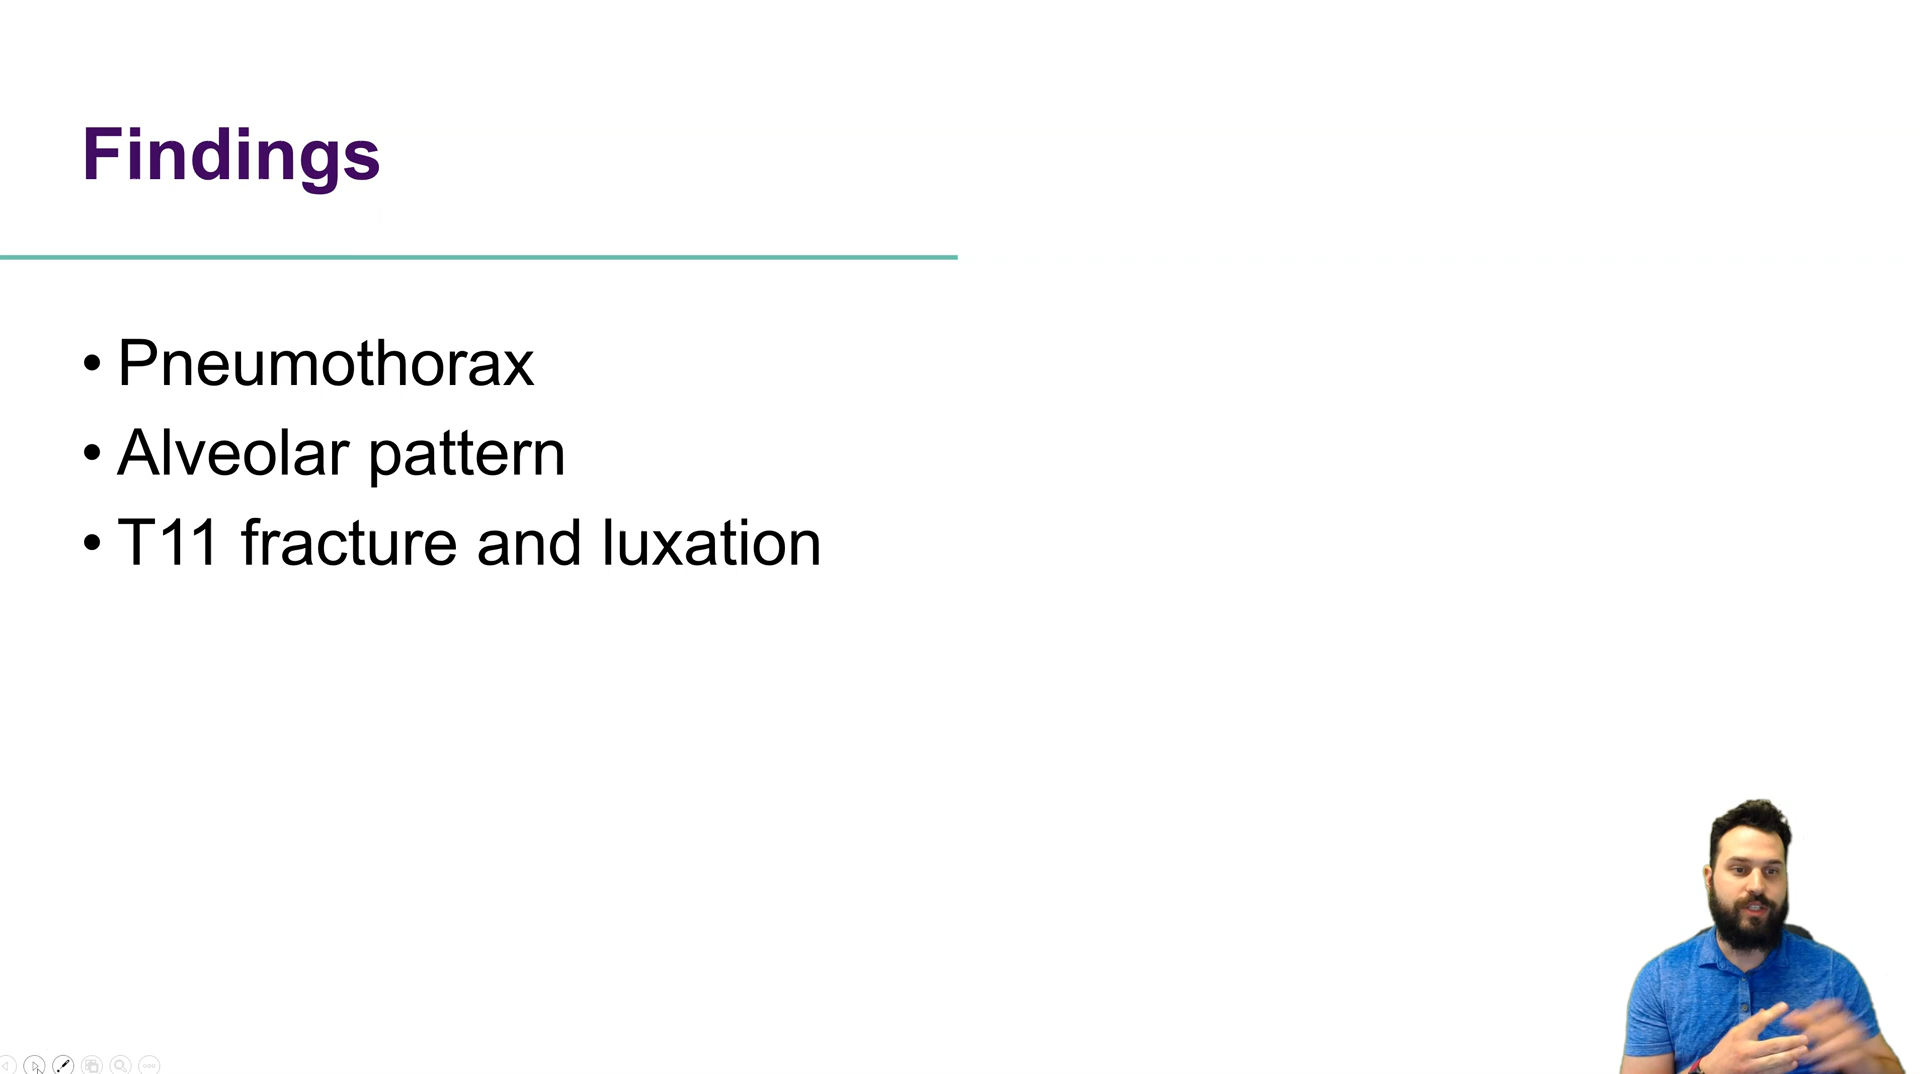 Findings
• Pneumothorax
• Alveolar pattern
• T11 fracture and luxation